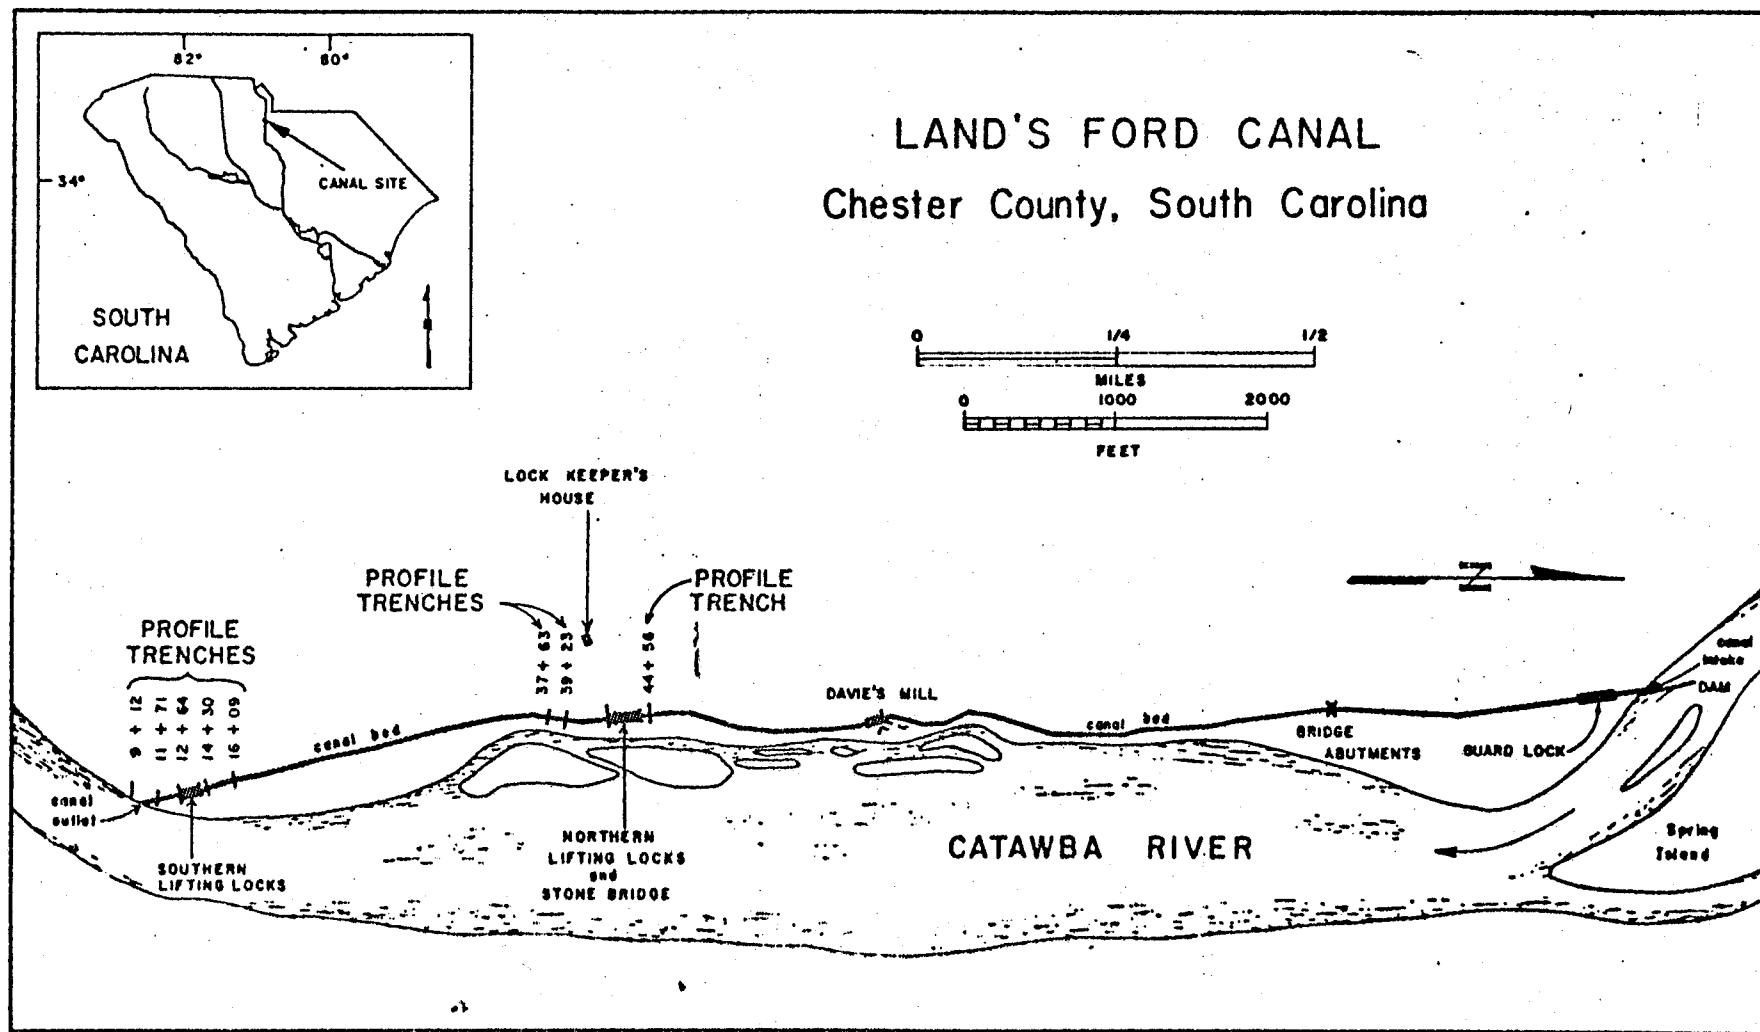 82° 80°
34°
CANAL SITE
SOUTH
CAROLINA
LAND'S FORD CANAL
Chester County, South Carolina
0 1/4 1/2
MILES
0 1000 2000
FEET
LOCK KEEPER'S
HOUSE
PROFILE
TRENCHES
PROFILE
TRENCH
37 + 63
39 + 23
44 + 56
PROFILE
TRENCHES
9 + 12
11 + 71
12 + 64
14 + 30
16 + 09
canal bed
canal
outlet
SOUTHERN
LIFTING LOCKS
NORTHERN
LIFTING LOCKS
and
STONE BRIDGE
DAVIE'S MILL
canal bed
BRIDGE
ABUTMENTS
GUARD LOCK
N
canal
intake
DAM
Spring
Island
CATAWBA RIVER